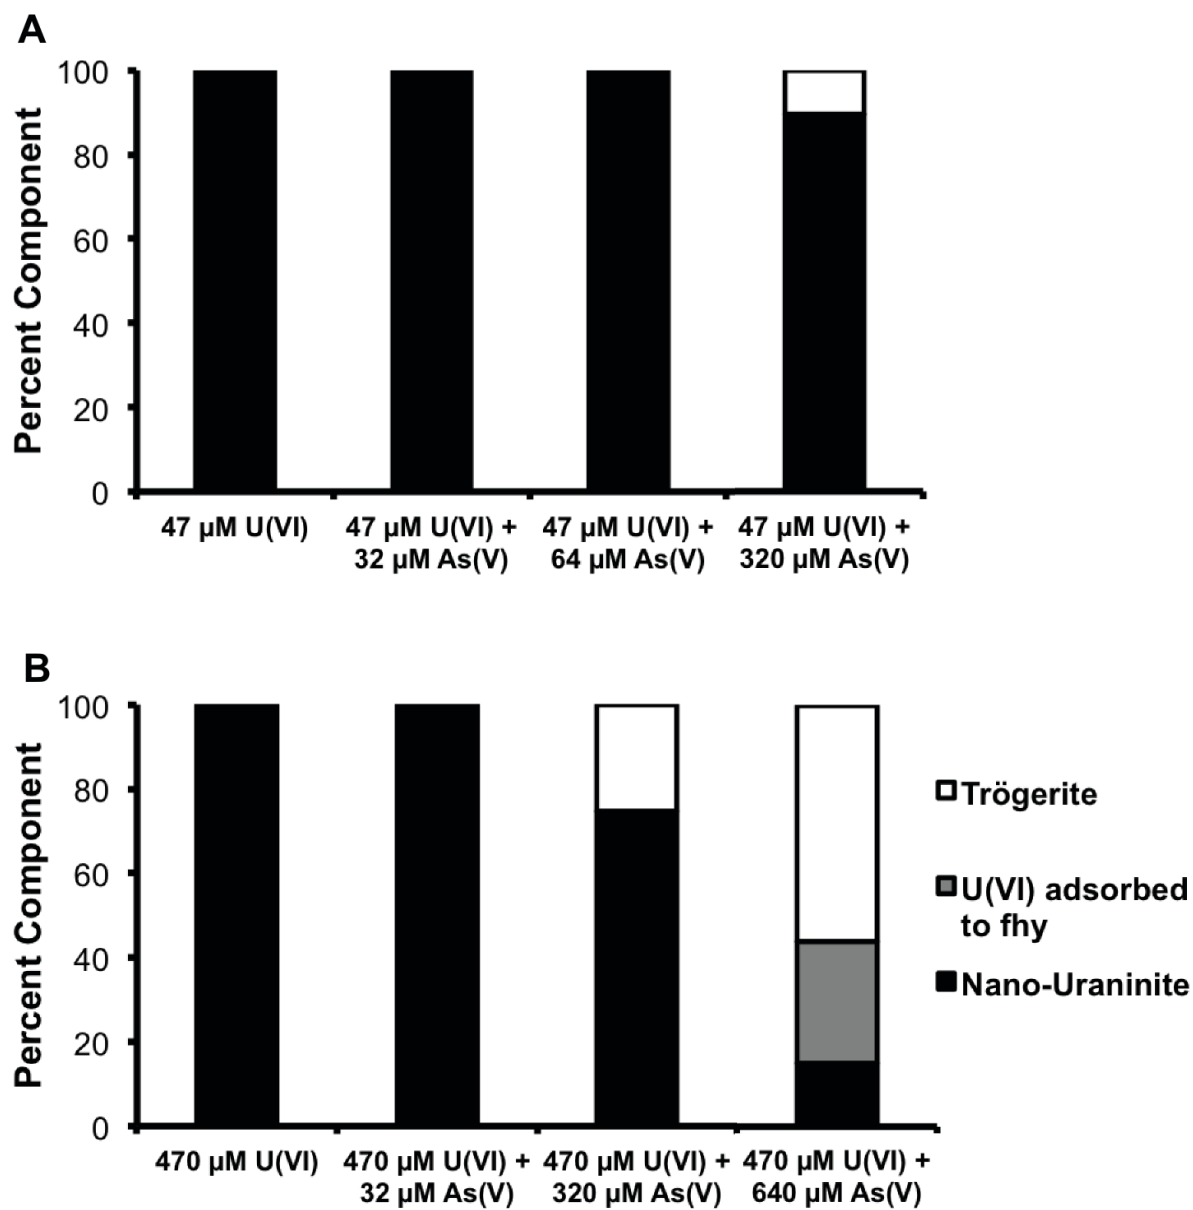 A
Percent Component
100
80
60
40
20
0
47 µM U(VI)
47 µM U(VI) +
32 µM As(V)
47 µM U(VI) +
64 µM As(V)
47 µM U(VI) +
320 µM As(V)
B
Percent Component
100
80
60
40
20
0
470 µM U(VI)
470 µM U(VI) +
32 µM As(V)
470 µM U(VI) +
320 µM As(V)
470 µM U(VI) +
640 µM As(V)
Trögerite
U(VI) adsorbed
to fhy
Nano-Uraninite